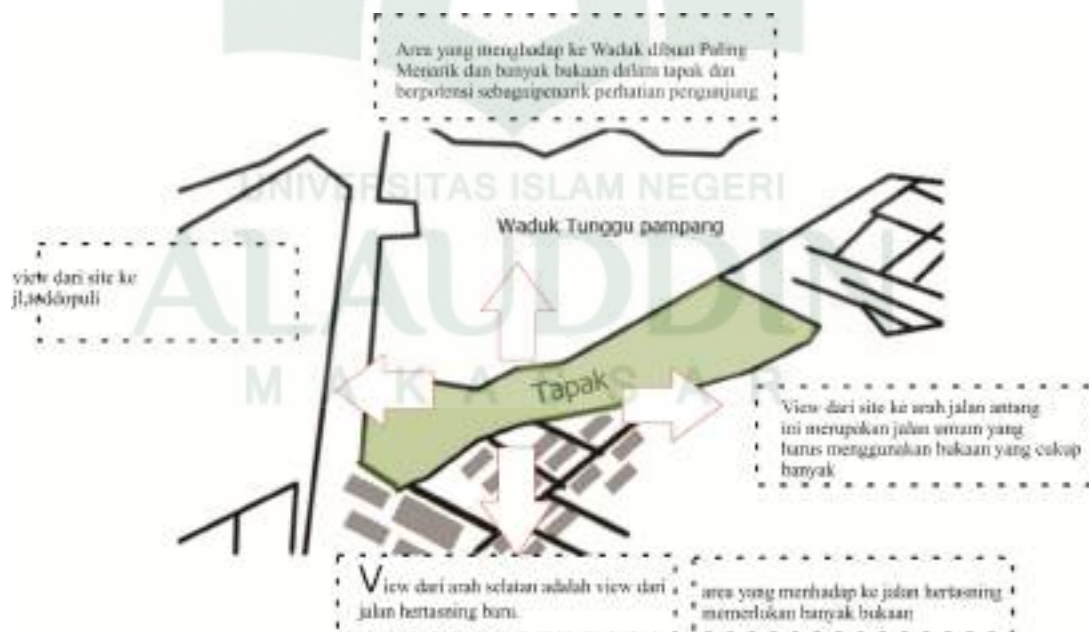 Area yang menghadap ke Waduk dibuat Paling
Menarik dan banyak bukaan dalam tapak dan
berpotensi sebagaipenarik perhatian pengunjung
UNIVERSITAS ISLAM NEGERI
Waduk Tunggu pampang
view dari site ke
jl,toddopuli
ALAUDDIN
MAKASSAR
Tapak
View dari site ke arah jalan antang
ini merupakan jalan umum yang
harus menggunakan bukaan yang cukup
banyak
View dari arah selatan adalah view dari
jalan hertasning baru.
area yang menhadap ke jalan hertasning
memerlukan banyak bukaan